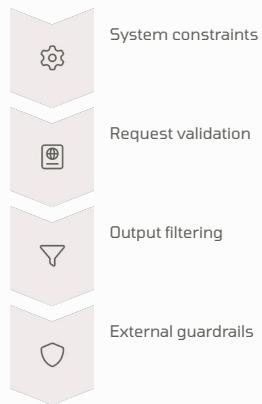 System constraints
Request validation
Output filtering
External guardrails